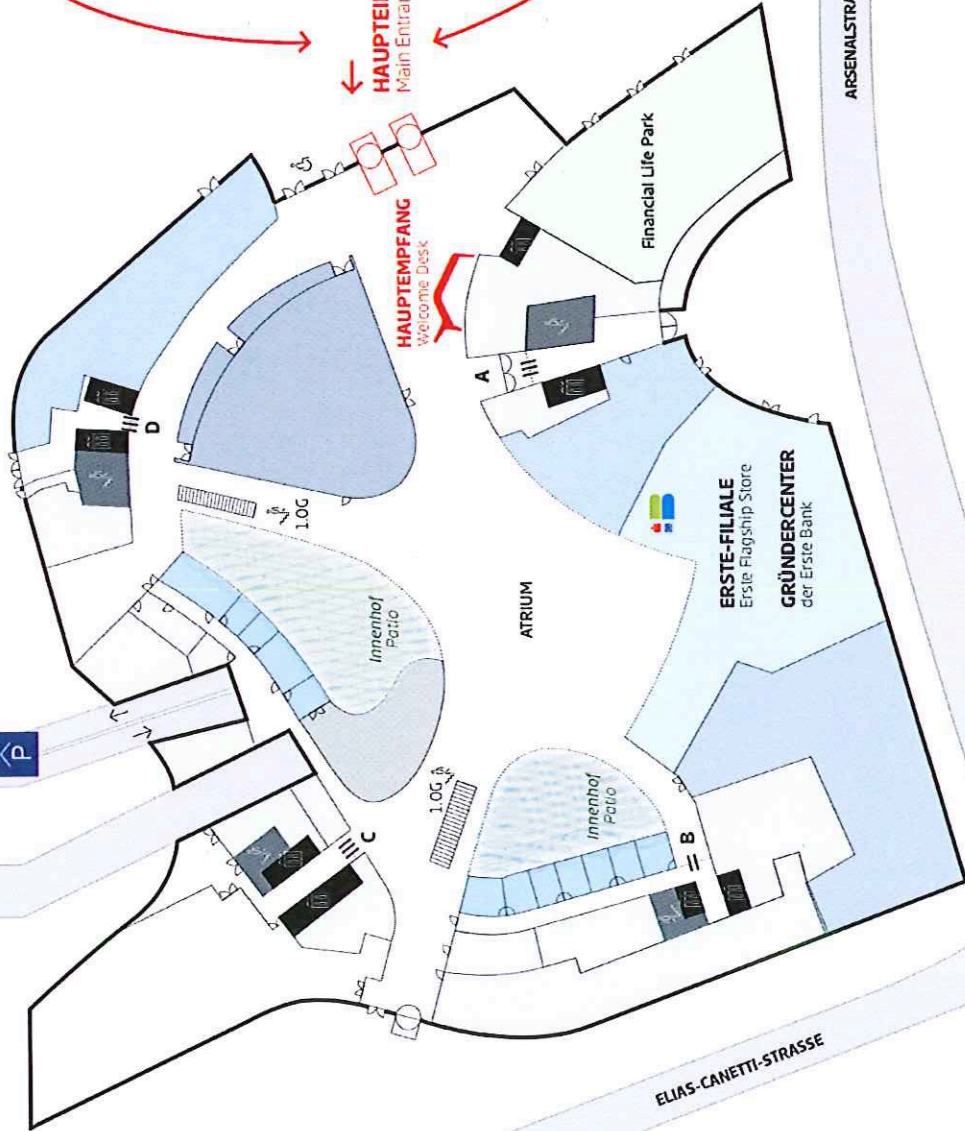 P
HAUPTEI
Main Entra
HAUPTEMPFANG
Welcome Desk
D
1.OG
Innenhof
Patio
A
Financial Life Park
ARSENALSTRA
ATRIUM
ERSTE-FILIALE
Erste Flagship Store
GRÜNDERCENTER
der Erste Bank
C
1.OG
Innenhof
Patio
B
ELIAS-CANETTI-STRASSE